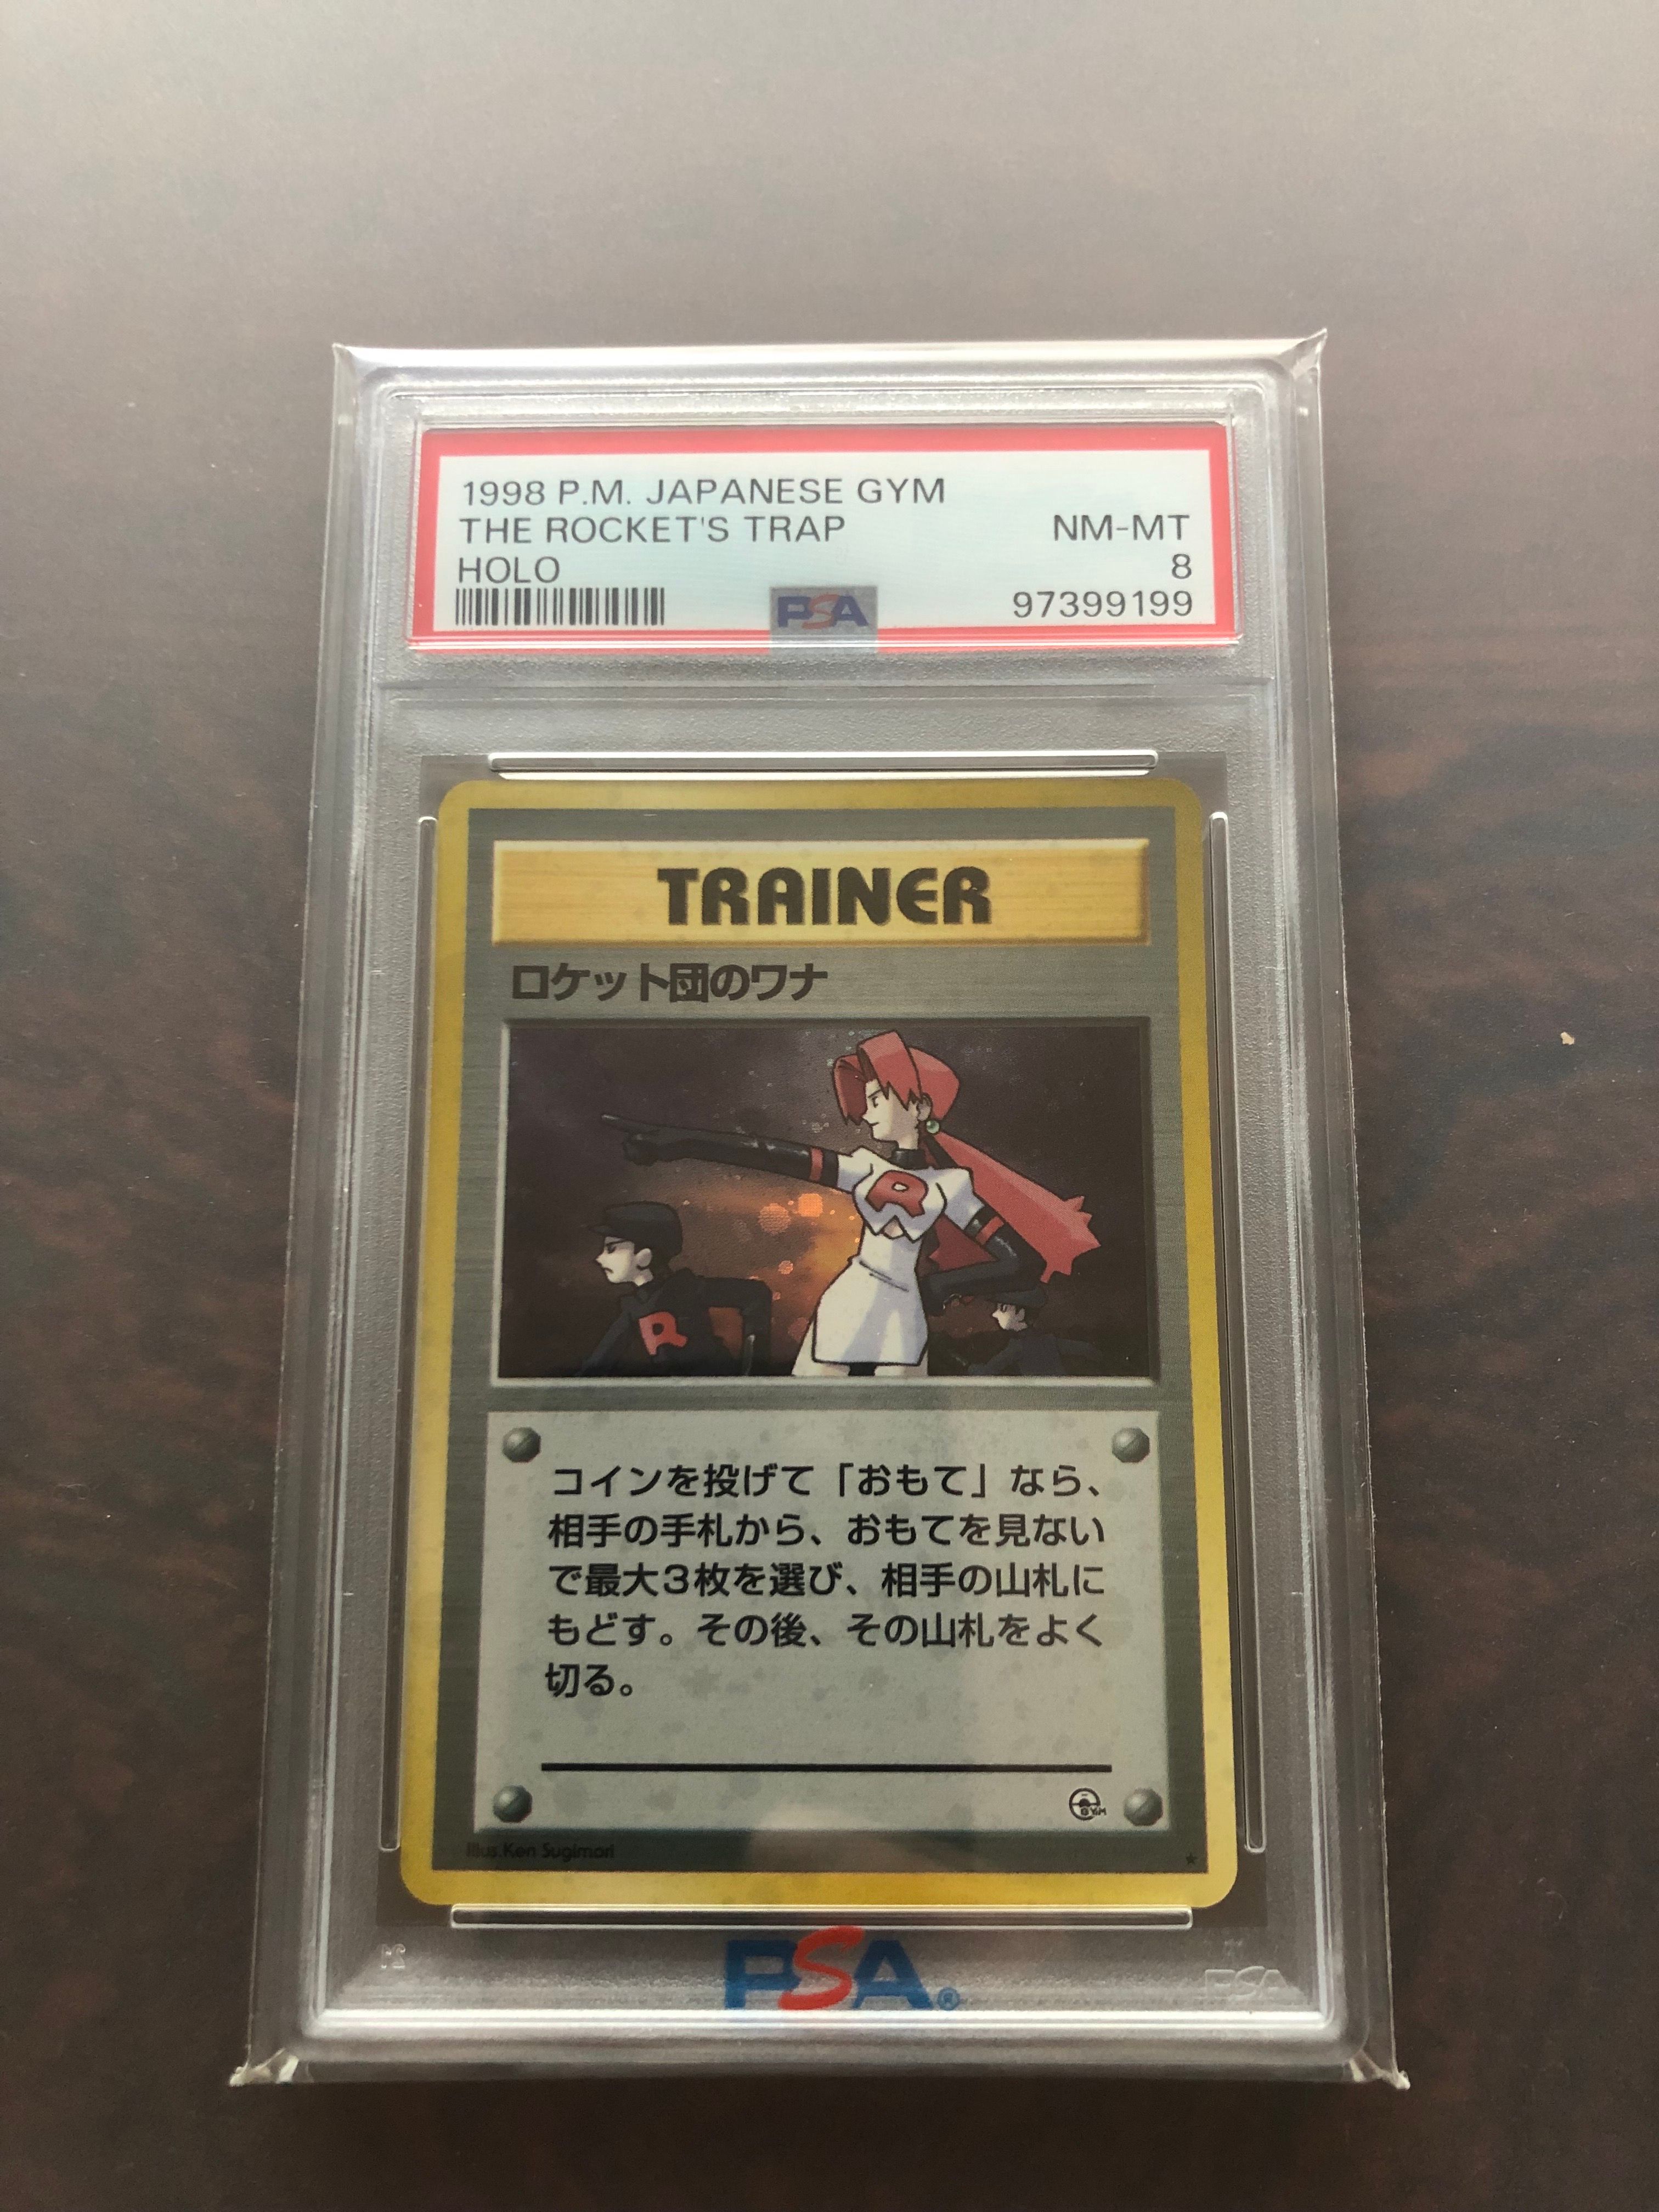 1998 P.M. JAPANESE GYM
THE ROCKET'S TRAP NM-MT
HOLO 8
PSA 97399199
TRAINER
ロケット団のワナ
R
R
コインを投げて「おもて」なら、
相手の手札から、おもてを見ない
で最大3枚を選び、相手の山札に
もどす。その後、その山札をよく
切る。
GYM
Illus.Ken Sugimori
★
PSA®
PSA